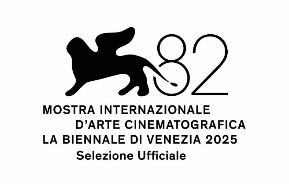 82
MOSTRA INTERNAZIONALE
D'ARTE CINEMATOGRAFICA
LA BIENNALE DI VENEZIA 2025
Selezione Ufficiale